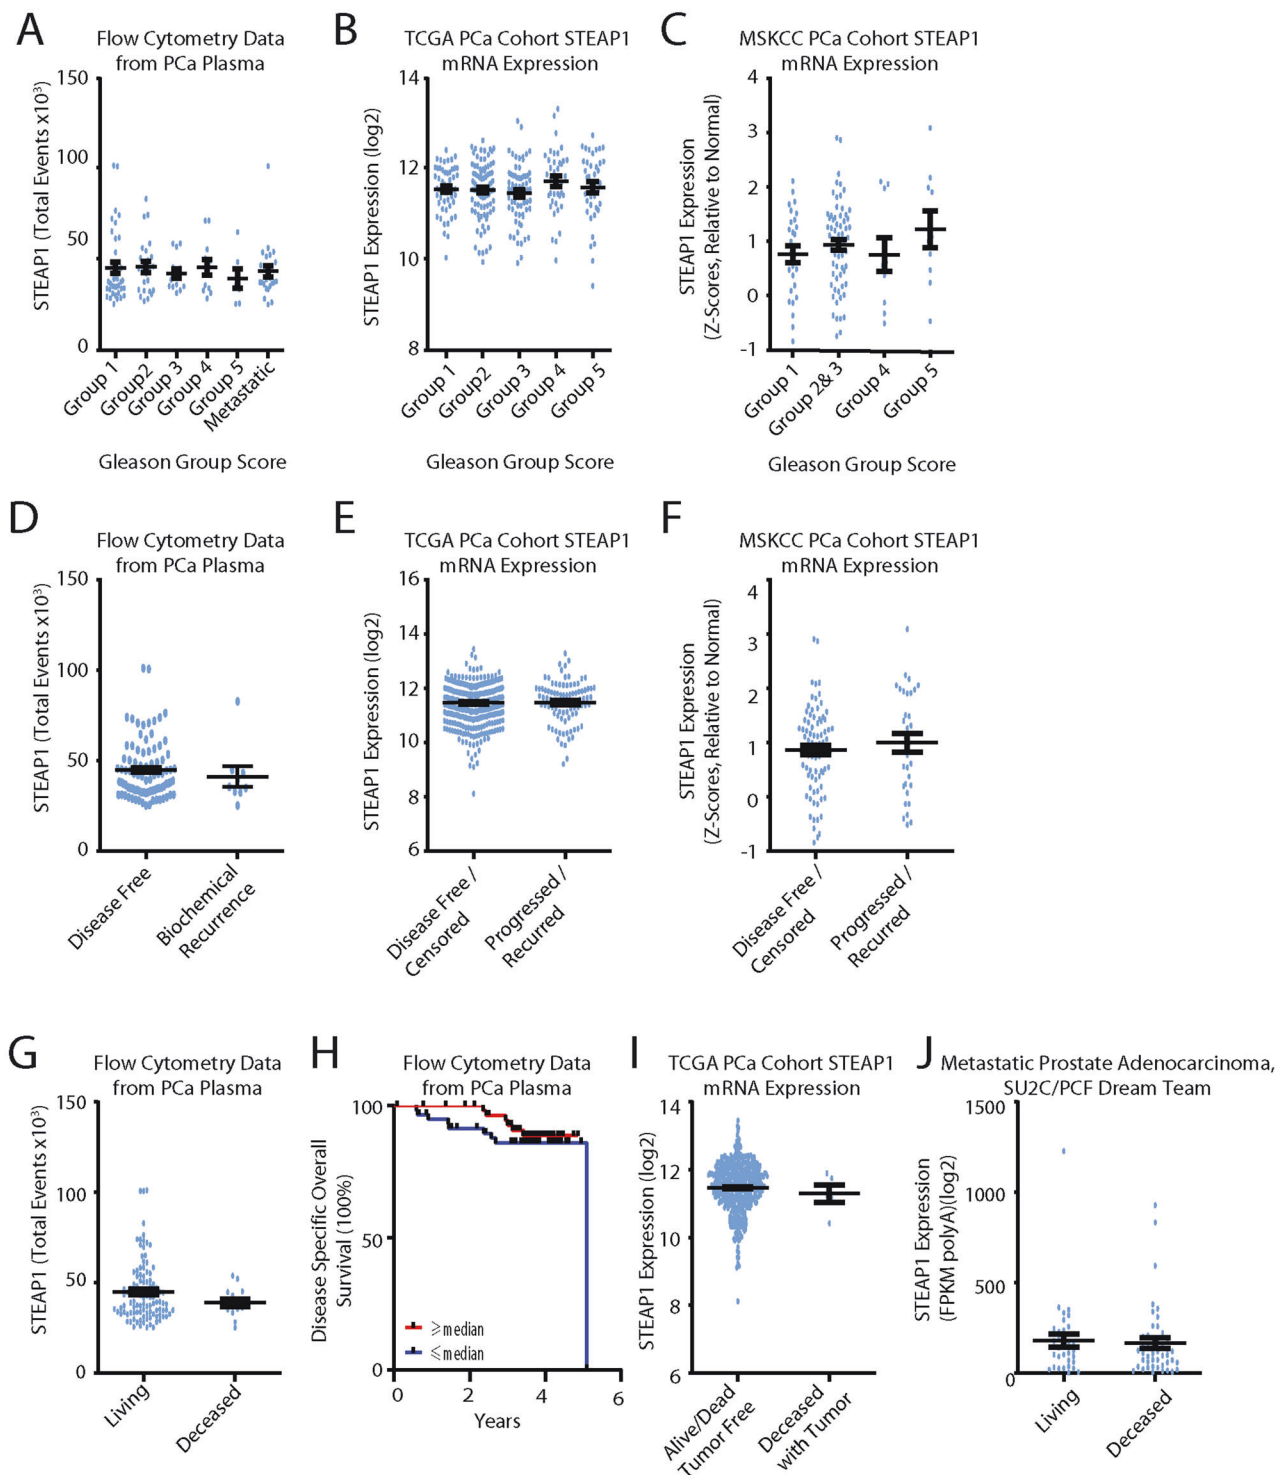 A
Flow Cytometry Data
from PCa Plasma
STEAP1 (Total Events x10³)
150
100
50
0
Group 1
Group2
Group 3
Group 4
Group 5
Metastatic
Gleason Group Score
B
TCGA PCa Cohort STEAP1
mRNA Expression
STEAP1 Expression (log2)
14
12
10
8
Group 1
Group2
Group 3
Group 4
Group 5
Gleason Group Score
C
MSKCC PCa Cohort STEAP1
mRNA Expression
STEAP1 Expression
(Z-Scores, Relative to Normal)
4
3
2
1
0
-1
Group 1
Group 2& 3
Group 4
Group 5
Gleason Group Score
D
Flow Cytometry Data
from PCa Plasma
STEAP1 (Total Events x10³)
150
100
50
0
Disease Free
Biochemical
Recurrence
E
TCGA PCa Cohort STEAP1
mRNA Expression
STEAP1 Expression (log2)
16
14
12
10
8
6
Disease Free /
Censored
Progressed /
Recurred
F
MSKCC PCa Cohort STEAP1
mRNA Expression
STEAP1 Expression
(Z-Scores, Relative to Normal)
4
3
2
1
0
-1
Disease Free /
Censored
Progressed /
Recurred
G
Flow Cytometry Data
from PCa Plasma
STEAP1 (Total Events x10³)
150
100
50
0
Living
Deceased
H
Flow Cytometry Data
from PCa Plasma
Disease Specific Overall
Survival (100%)
100
50
0
⩾median
⩽median
0
2
4
6
Years
I
TCGA PCa Cohort STEAP1
mRNA Expression
STEAP1 Expression (log2)
14
12
10
8
6
Alive/Dead
Tumor Free
Deceased
with Tumor
J
Metastatic Prostate Adenocarcinoma,
SU2C/PCF Dream Team
STEAP1 Expression
(FPKM polyA)(log2)
1500
1000
500
0
Living
Deceased